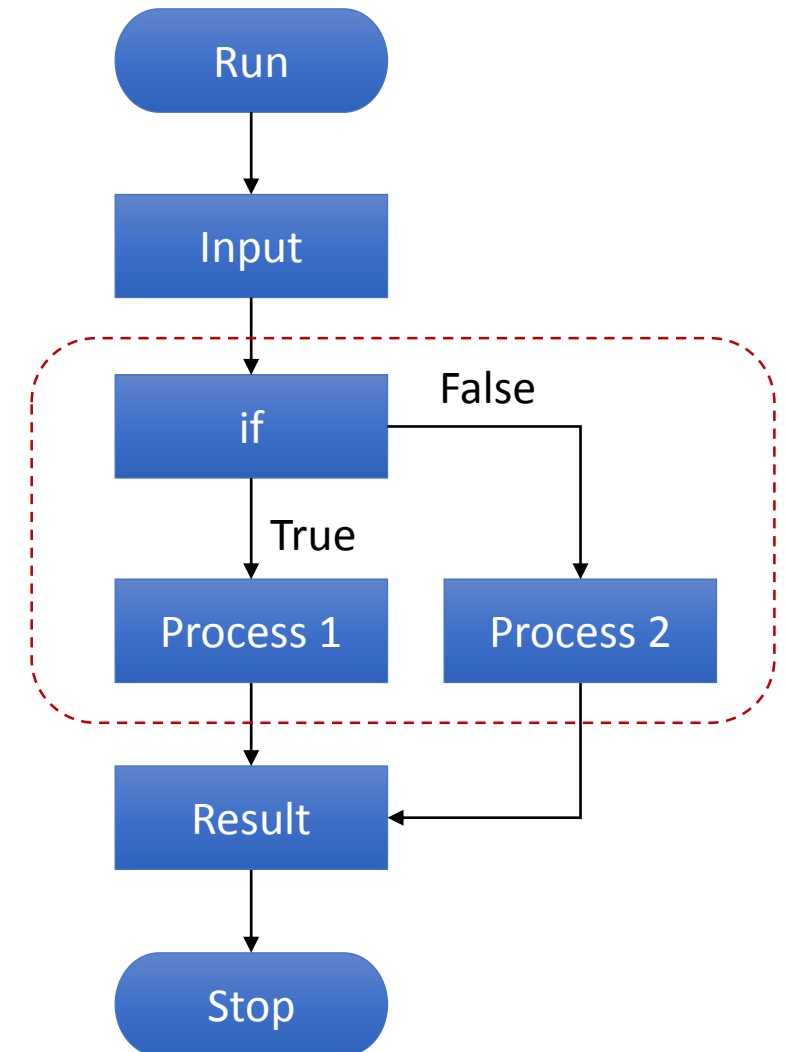 Run
Input
if
False
True
Process 1
Process 2
Result
Stop